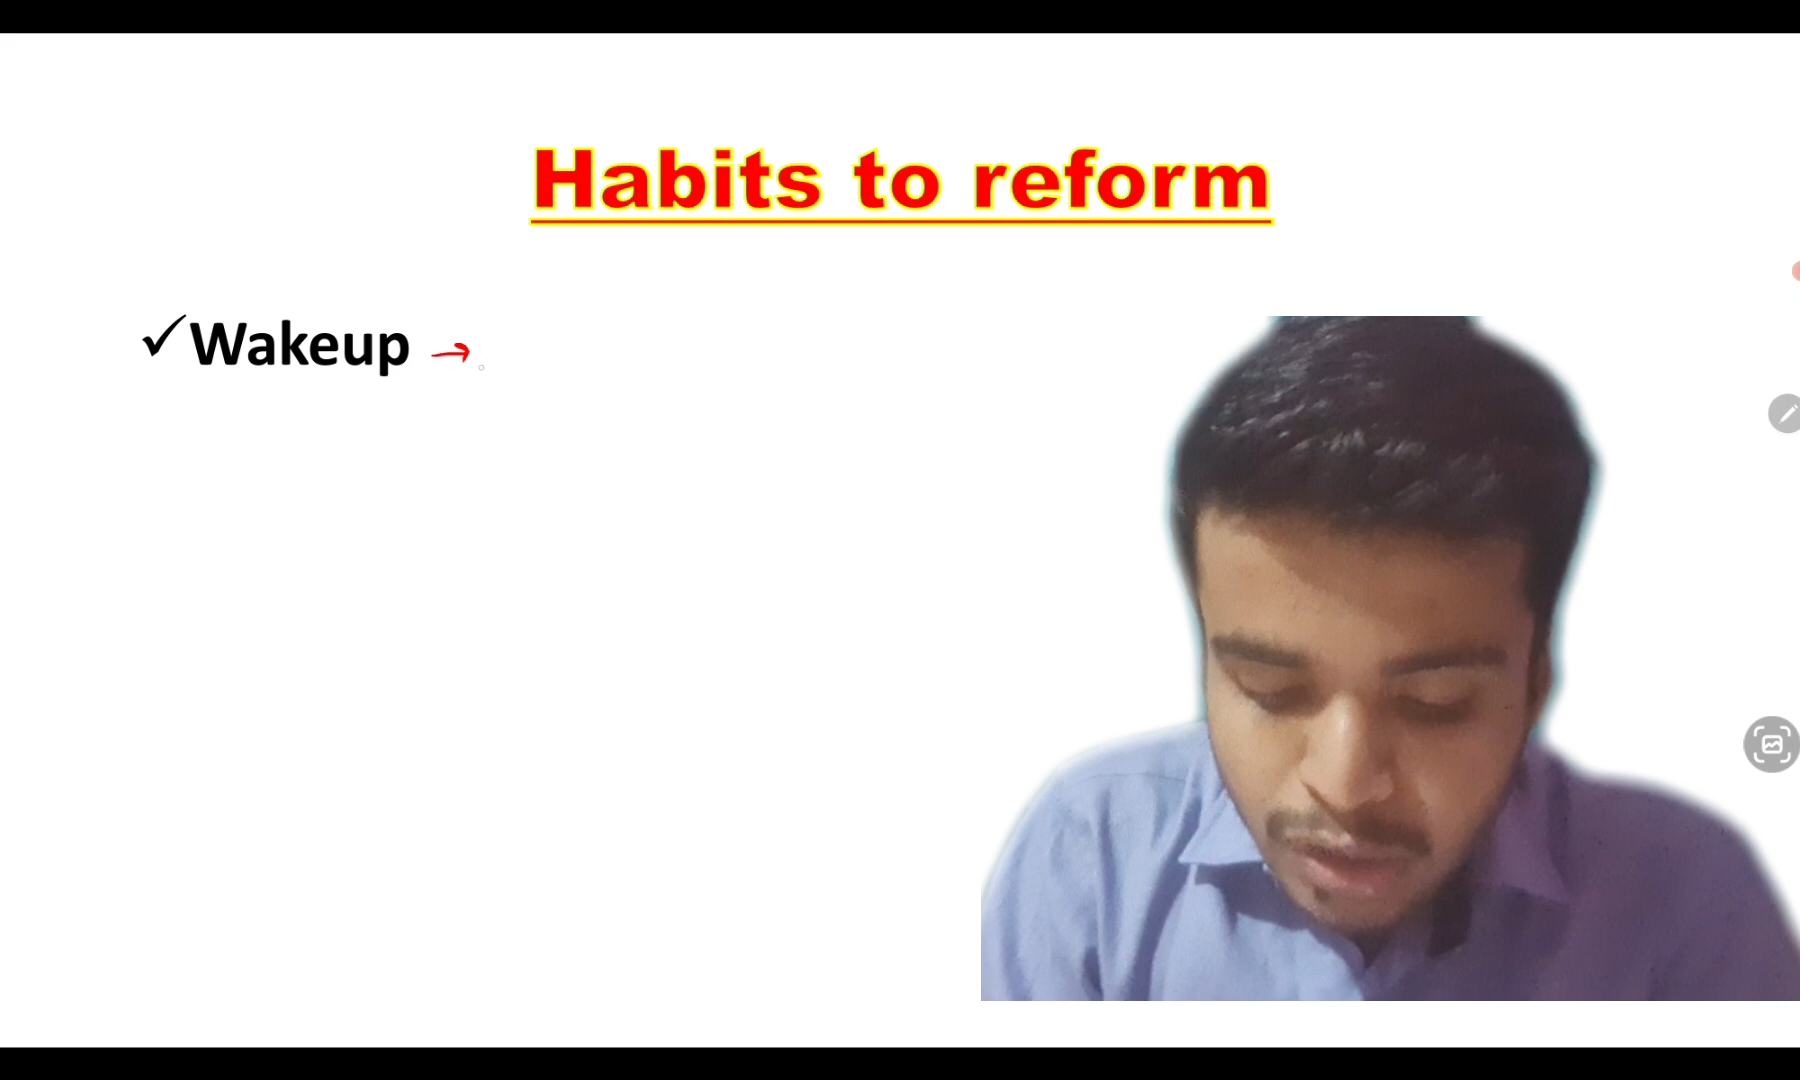 Habits to reform
✓Wakeup →